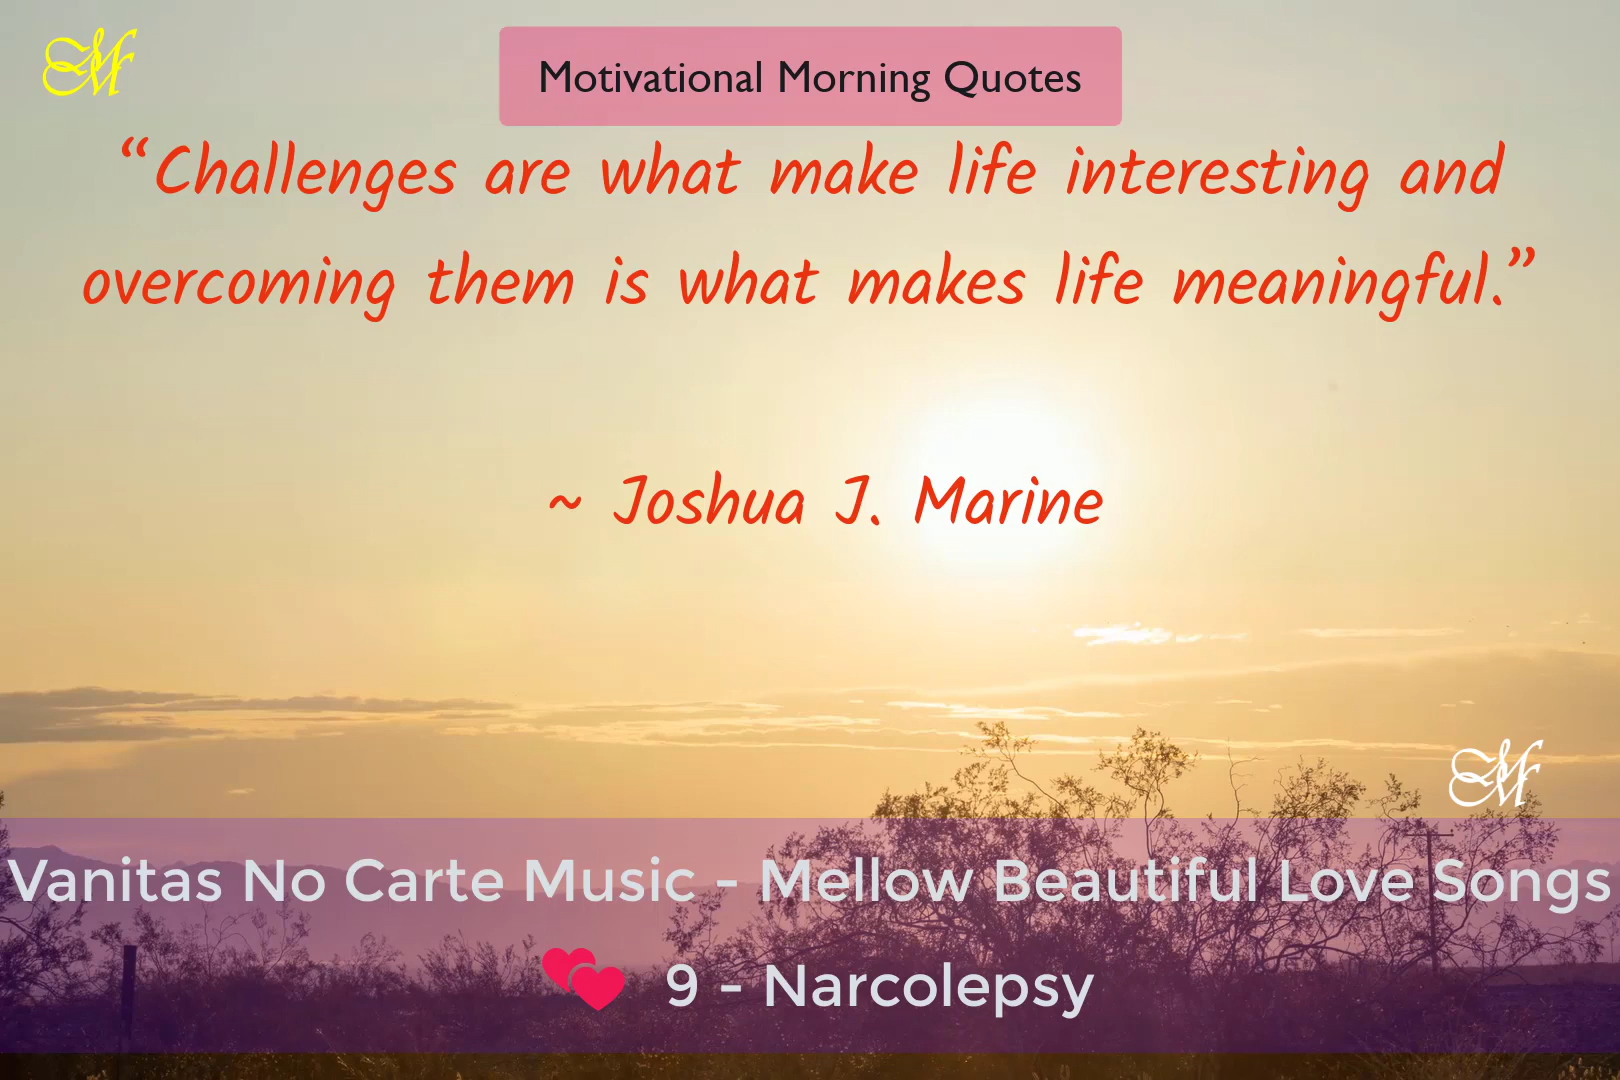 Motivational Morning Quotes
“Challenges are what make life interesting and
overcoming them is what makes life meaningful.”
~ Joshua J. Marine
Vanitas No Carte Music - Mellow Beautiful Love Songs
9 - Narcolepsy